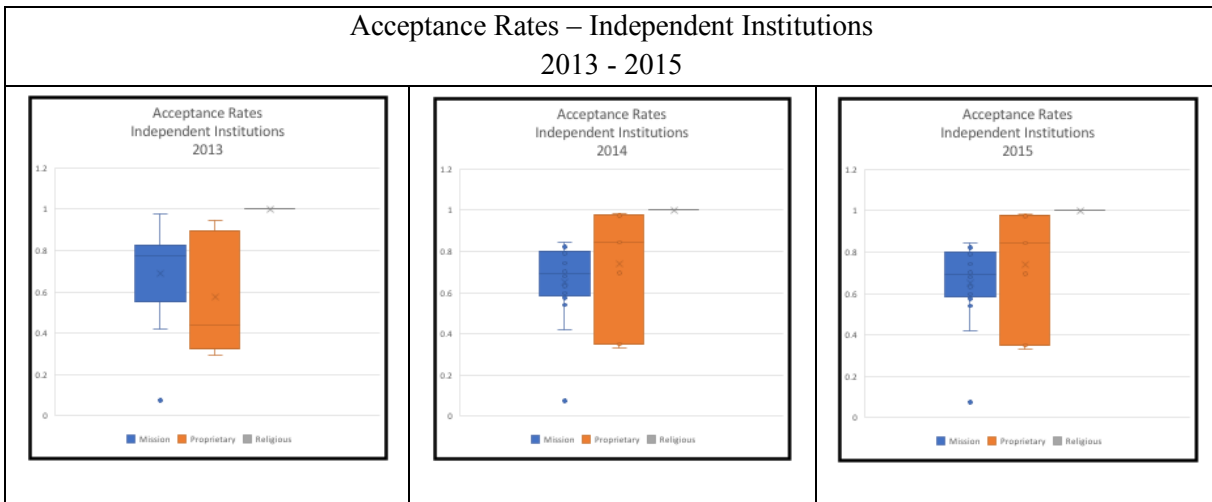 Acceptance Rates – Independent Institutions
2013 - 2015
Acceptance Rates
Independent Institutions
2013
1.2
1
0.8
0.6
0.4
0.2
0
Mission Proprietary Religious
Acceptance Rates
Independent Institutions
2014
1.2
1
0.8
0.6
0.4
0.2
0
Mission Proprietary Religious
Acceptance Rates
Independent Institutions
2015
1.2
1
0.8
0.6
0.4
0.2
0
Mission Proprietary Religious